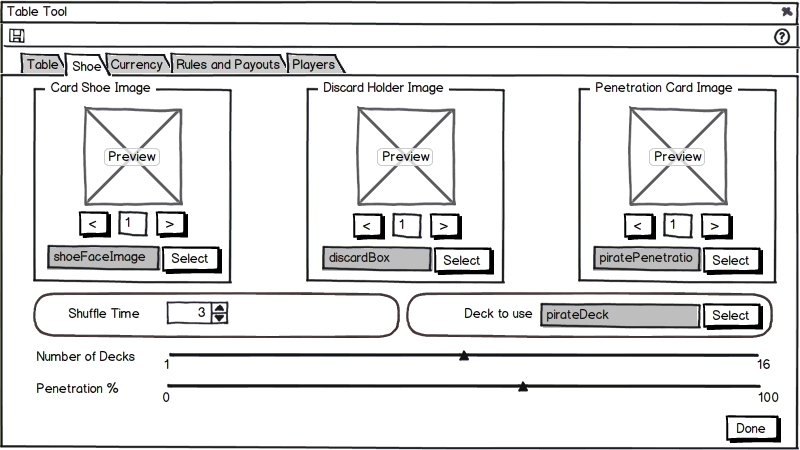 Table Tool
?
Table Shoe Currency Rules and Payouts Players
Card Shoe Image
Discard Holder Image
Penetration Card Image
Preview
Preview
Preview
< 1 >
< 1 >
< 1 >
shoeFaceImage Select
discardBox Select
piratePenetratio Select
Shuffle Time 3
Deck to use pirateDeck Select
Number of Decks
1 16
Penetration %
0 100
Done